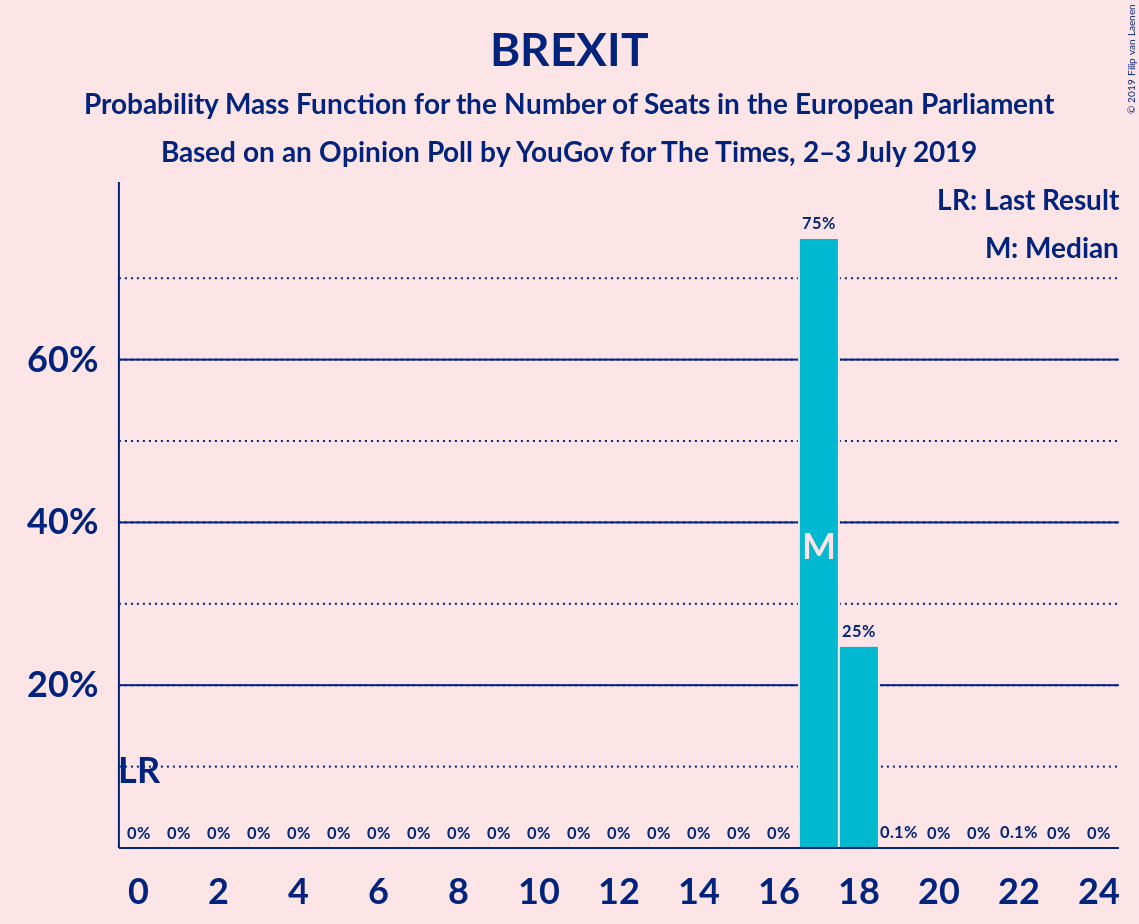 BREXIT
Probability Mass Function for the Number of Seats in the European Parliament
Based on an Opinion Poll by YouGov for The Times, 2–3 July 2019
© 2019 Filip van Laenen
LR: Last Result
M: Median
75%
60%
40%
M
25%
20%
LR
0% 0% 0% 0% 0% 0% 0% 0% 0% 0% 0% 0% 0% 0% 0% 0% 0% 0.1% 0% 0% 0.1% 0% 0%
0 2 4 6 8 10 12 14 16 18 20 22 24